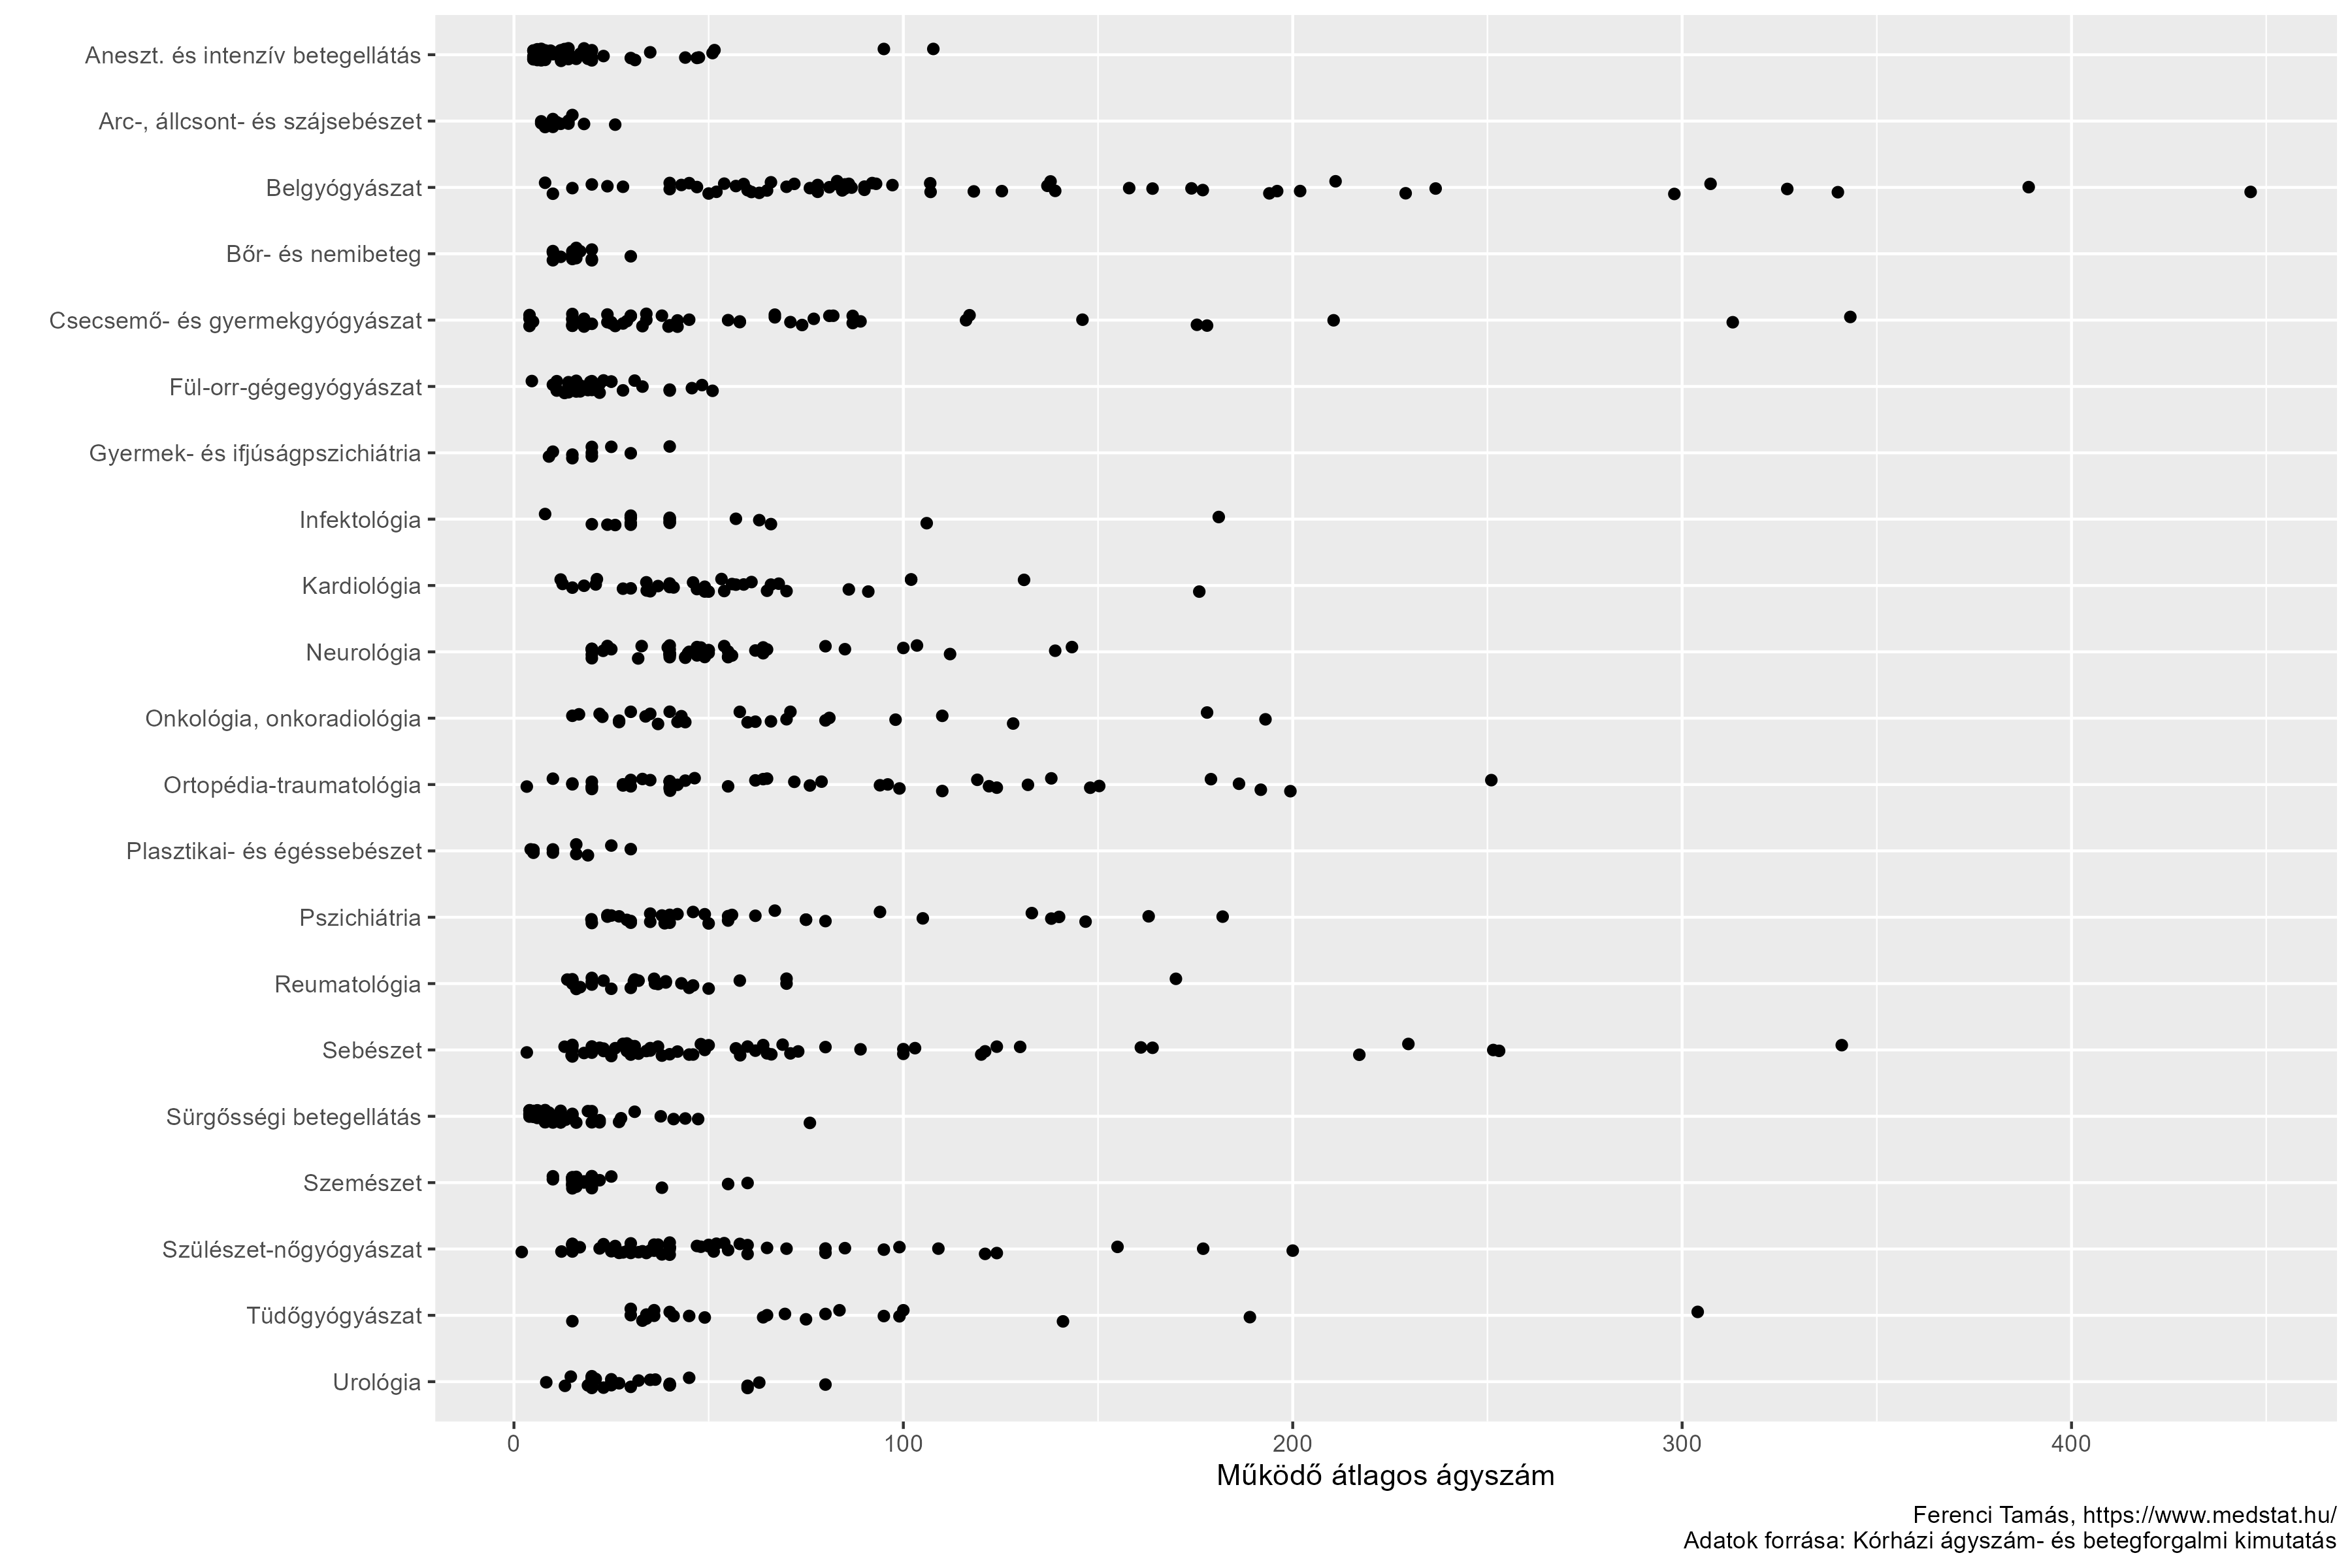 Aneszt. és intenzív betegellátás
Arc-, állcsont- és szájsebészet
Belgyógyászat
Bőr- és nemibeteg
Csecsemő- és gyermekgyógyászat
Fül-orr-gégegyógyászat
Gyermek- és ifjúságpszichiátria
Infektológia
Kardiológia
Neurológia
Onkológia, onkoradiológia
Ortopédia-traumatológia
Plasztikai- és égéssebészet
Pszichiátria
Reumatológia
Sebészet
Sürgősségi betegellátás
Szemészet
Szülészet-nőgyógyászat
Tüdőgyógyászat
Urológia
0 100 200 300 400
Működő átlagos ágyszám
Ferenci Tamás, https://www.medstat.hu/
Adatok forrása: Kórházi ágyszám- és betegforgalmi kimutatás